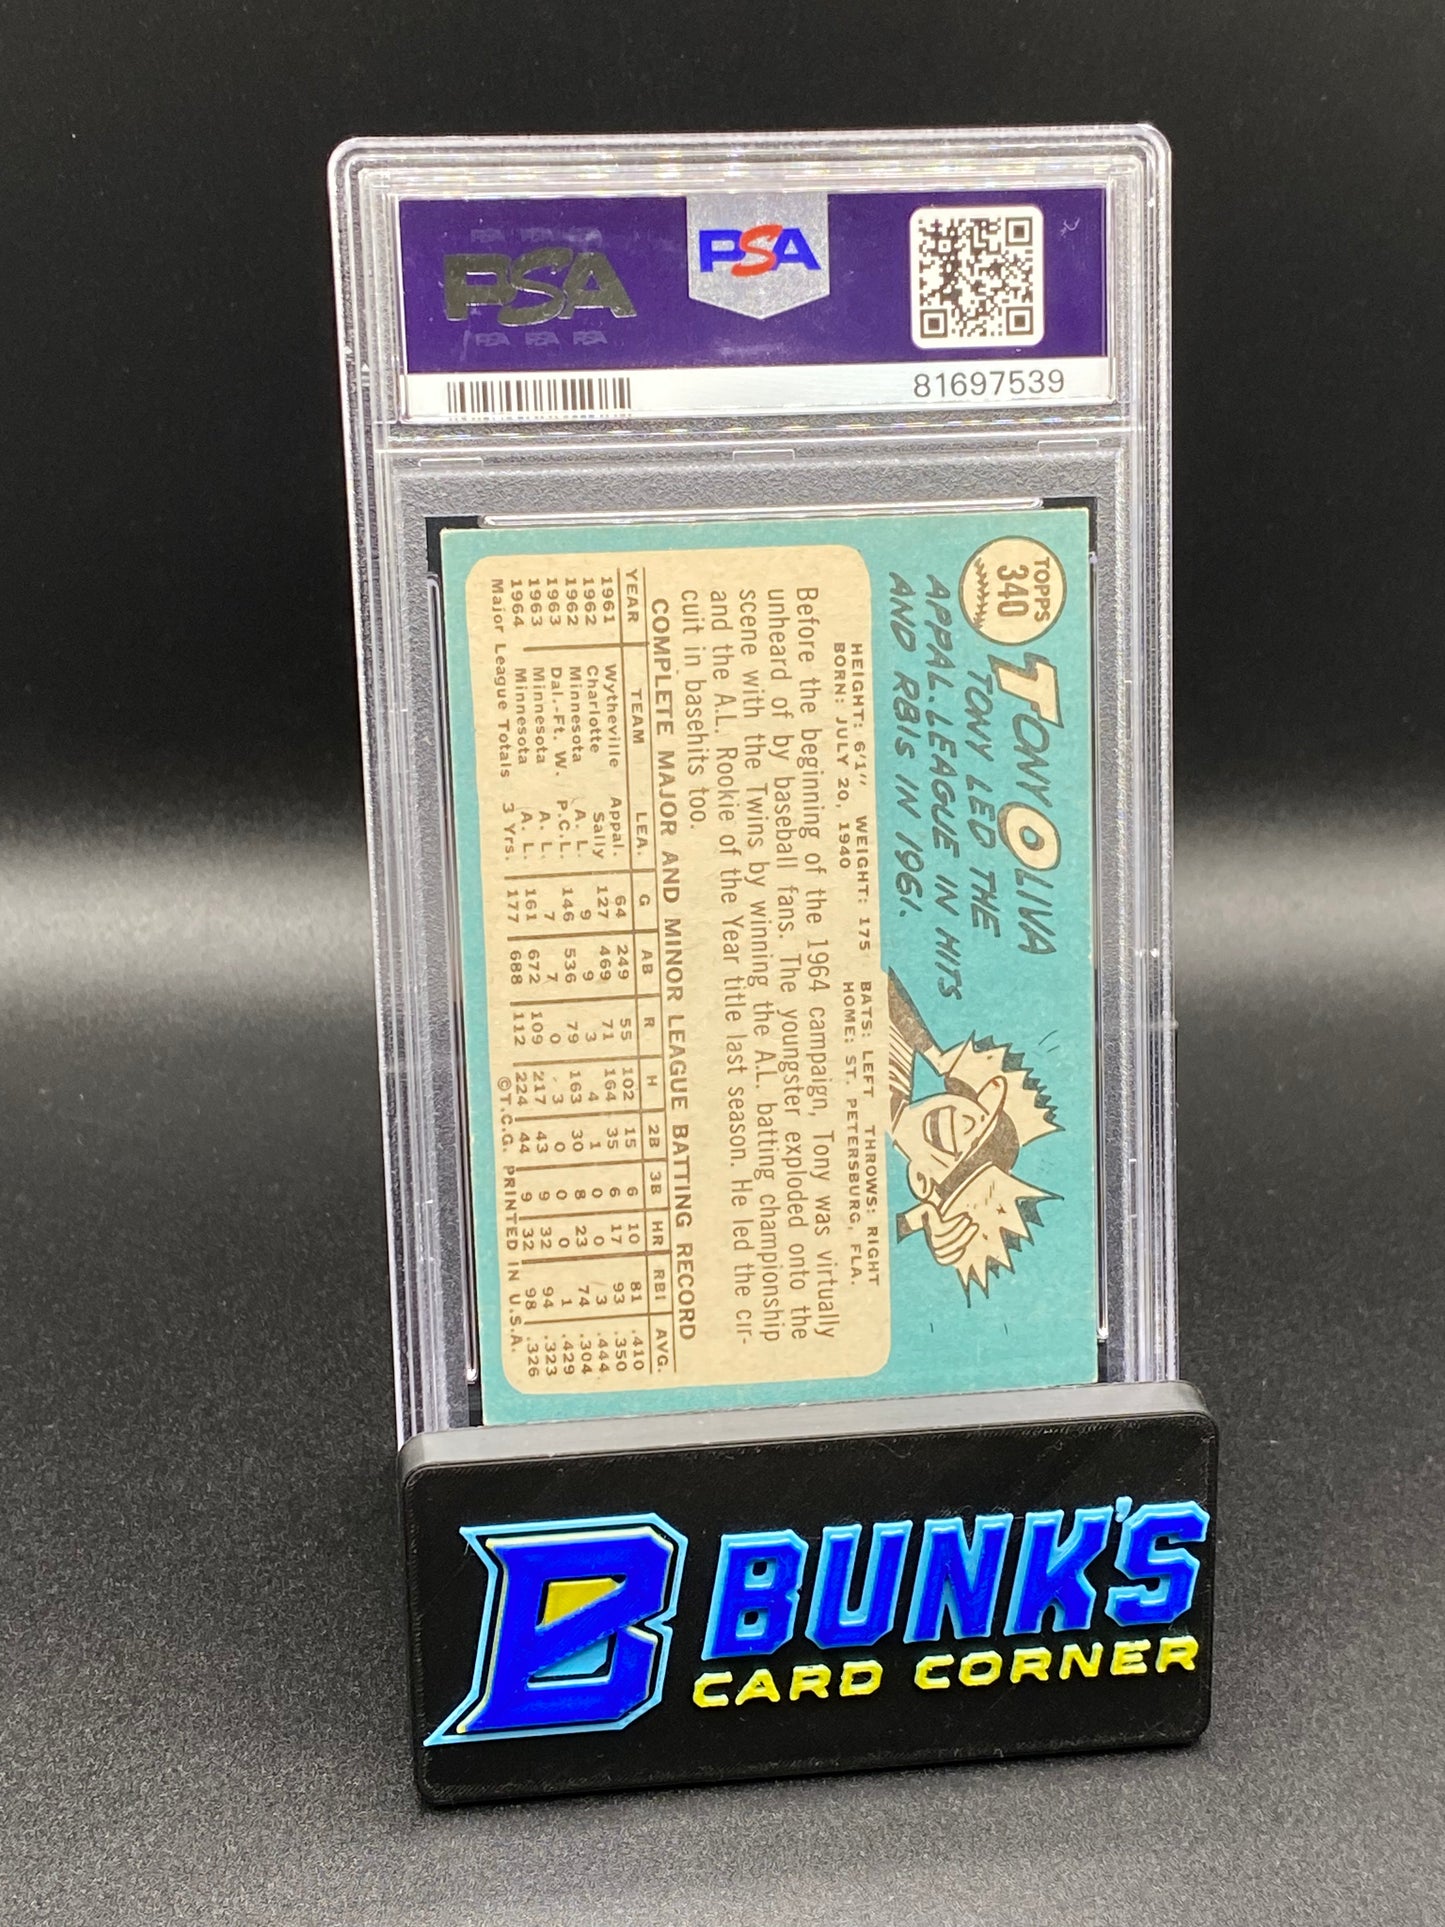 PSA PSA PSA
PSA
PSA PSA PSA
PSA
81697539
TOPPS
340
TONY OLIVA
TONY LED THE
APPAL. LEAGUE IN HITS
AND RBIS IN 1961.
HEIGHT: 6'1" WEIGHT: 175 BATS: LEFT THROWS: RIGHT
BORN: JULY 20, 1940 HOME: ST. PETERSBURG, FLA.
Before the beginning of the 1964 campaign, Tony was virtually
unheard of by baseball fans. The youngster exploded onto the
scene with the Twins by winning the A.L. batting championship
and the A.L. Rookie of the Year title last season. He led the cir-
cuit in basehits too.
COMPLETE MAJOR AND MINOR LEAGUE BATTING RECORD
YEAR TEAM LEA. G AB R H 2B 3B HR RBI AVG.
1961 Wytheville Appal. 64 249 55 102 15 6 10 81 .410
1962 Charlotte Sally 127 469 71 164 35 6 17 93 .350
1962 Minnesota A. L. 9 9 3 4 1 0 0 3 .444
1963 Dal.-Ft. W. P.C.L. 146 536 79 163 30 8 23 74 .304
1963 Minnesota A. L. 7 7 0 3 0 0 0 1 .429
1964 Minnesota A. L. 161 672 109 217 43 9 32 94 .323
Major League Totals 3 Yrs. 177 688 112 224 44 9 32 98 .326
©T.C.G. PRINTED IN U.S.A.
B BUNK'S
CARD CORNER